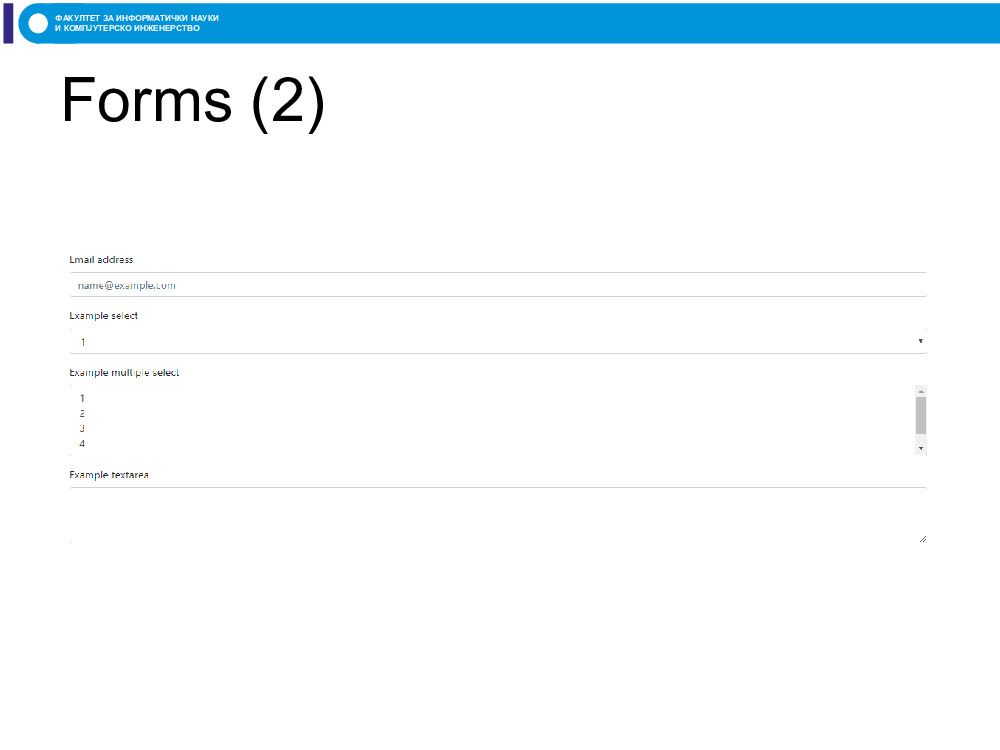 ФАКУЛТЕТ ЗА ИНФОРМАТИЧКИ НАУКИ
И КОМПЈУТЕРСКО ИНЖЕНЕРСТВО
Forms (2)
Email address
name@example.com
Example select
1
Example multiple select
1
2
3
4
Example textarea